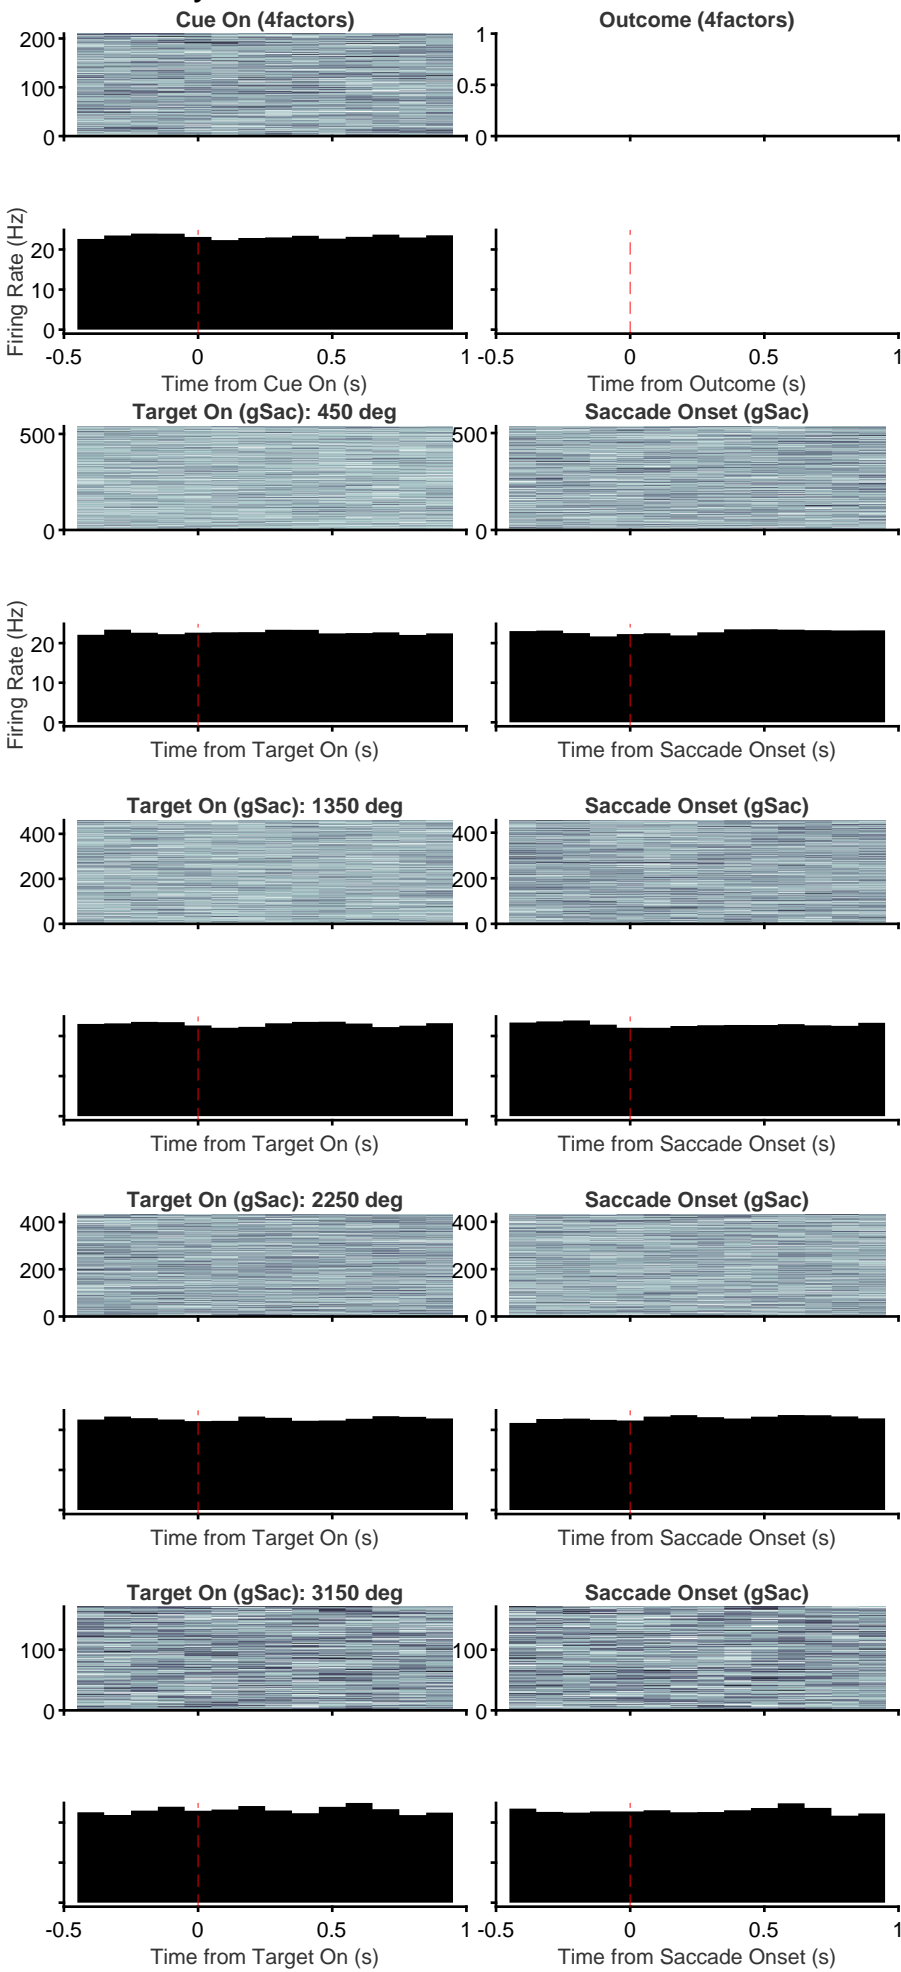 Cue On (4factors)
Outcome (4factors)
200
100
0
1
0.5
0
Firing Rate (Hz)
20
10
0
-0.5 0 0.5 1
-0.5 0 0.5 1
Time from Cue On (s)
Time from Outcome (s)
Target On (gSac): 450 deg
Saccade Onset (gSac)
500
0
500
0
Firing Rate (Hz)
20
10
0
Time from Target On (s)
Time from Saccade Onset (s)
Target On (gSac): 1350 deg
Saccade Onset (gSac)
400
200
0
400
200
0
Time from Target On (s)
Time from Saccade Onset (s)
Target On (gSac): 2250 deg
Saccade Onset (gSac)
400
200
0
400
200
0
Time from Target On (s)
Time from Saccade Onset (s)
Target On (gSac): 3150 deg
Saccade Onset (gSac)
100
0
100
0
-0.5 0 0.5 1
-0.5 0 0.5 1
Time from Target On (s)
Time from Saccade Onset (s)